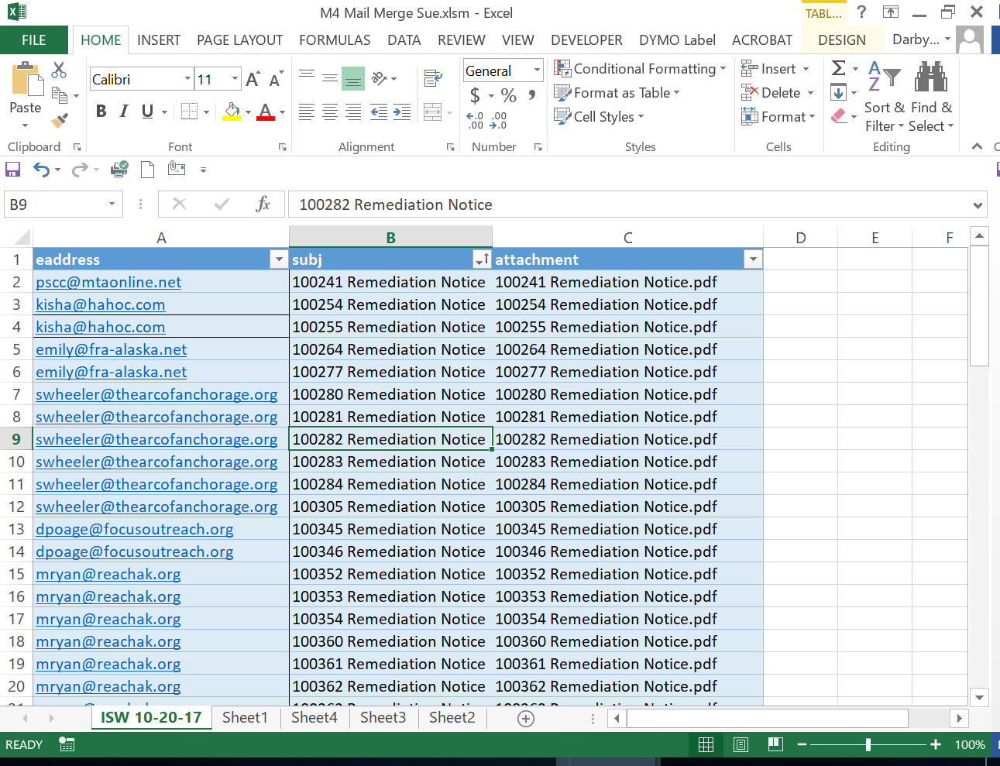 M4 Mail Merge Sue.xlsm - Excel
TABL... ?
FILE HOME INSERT PAGE LAYOUT FORMULAS DATA REVIEW VIEW DEVELOPER DYMO Label ACROBAT DESIGN Darby...
Calibri 11 General Conditional Formatting Insert
Paste B I U A $ % Format as Table Delete Sort & Find &
Cell Styles Format Filter Select
Clipboard Font Alignment Number Styles Cells Editing
B9 fx 100282 Remediation Notice
A B C D E F
1 eaddress subj attachment
2 pscc@mtaonline.net 100241 Remediation Notice 100241 Remediation Notice.pdf
3 kisha@hahoc.com 100254 Remediation Notice 100254 Remediation Notice.pdf
4 kisha@hahoc.com 100255 Remediation Notice 100255 Remediation Notice.pdf
5 emily@fra-alaska.net 100264 Remediation Notice 100264 Remediation Notice.pdf
6 emily@fra-alaska.net 100277 Remediation Notice 100277 Remediation Notice.pdf
7 swheeler@thearcofanchorage.org 100280 Remediation Notice 100280 Remediation Notice.pdf
8 swheeler@thearcofanchorage.org 100281 Remediation Notice 100281 Remediation Notice.pdf
9 swheeler@thearcofanchorage.org 100282 Remediation Notice 100282 Remediation Notice.pdf
10 swheeler@thearcofanchorage.org 100283 Remediation Notice 100283 Remediation Notice.pdf
11 swheeler@thearcofanchorage.org 100284 Remediation Notice 100284 Remediation Notice.pdf
12 swheeler@thearcofanchorage.org 100305 Remediation Notice 100305 Remediation Notice.pdf
13 dpoage@focusoutreach.org 100345 Remediation Notice 100345 Remediation Notice.pdf
14 dpoage@focusoutreach.org 100346 Remediation Notice 100346 Remediation Notice.pdf
15 mryan@reachak.org 100352 Remediation Notice 100352 Remediation Notice.pdf
16 mryan@reachak.org 100353 Remediation Notice 100353 Remediation Notice.pdf
17 mryan@reachak.org 100354 Remediation Notice 100354 Remediation Notice.pdf
18 mryan@reachak.org 100360 Remediation Notice 100360 Remediation Notice.pdf
19 mryan@reachak.org 100361 Remediation Notice 100361 Remediation Notice.pdf
20 mryan@reachak.org 100362 Remediation Notice 100362 Remediation Notice.pdf
ISW 10-20-17 Sheet1 Sheet4 Sheet3 Sheet2
READY 100%